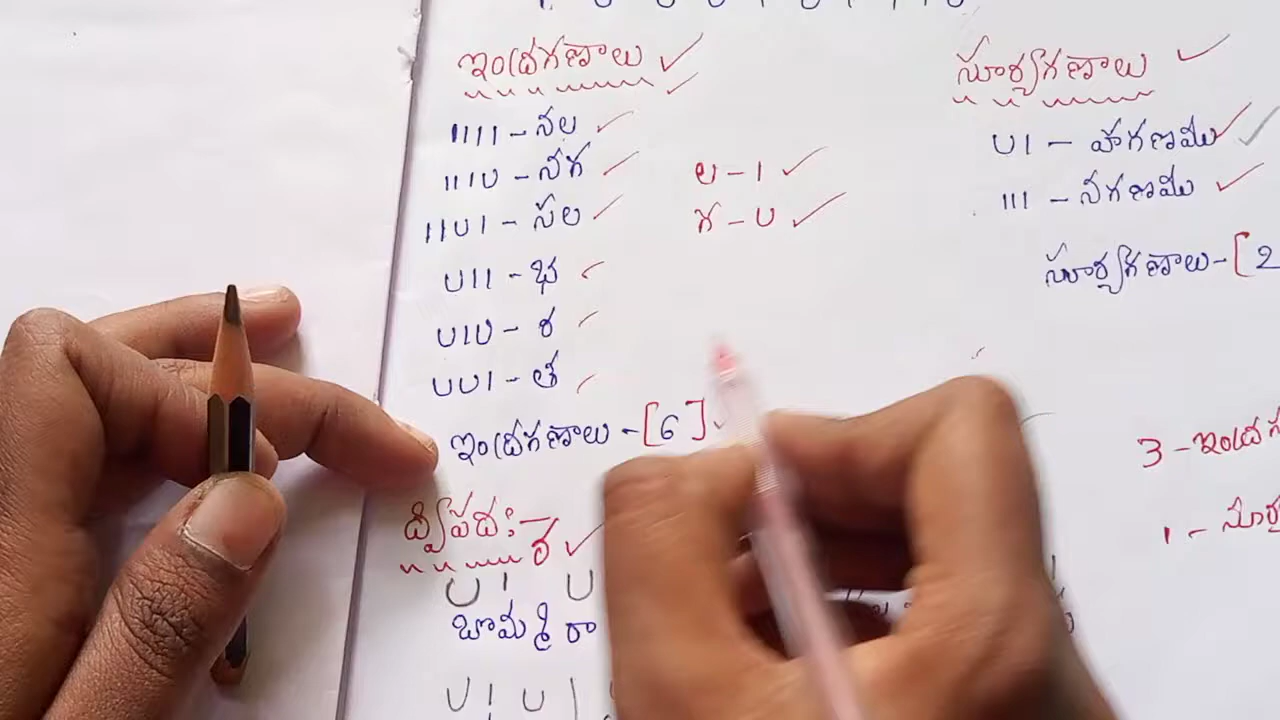 ఇంద్రగణాలు
IIII - నల
IIIU - నగ
IIUI - సల
UII - భ
UIU - ర
UUI - త
ఇంద్రగణాలు - [6]
ల - I
గ - U
సూర్యగణాలు
UI - హగణము
III - నగణము
సూర్యగణాలు - [2
3 - ఇంద్ర
1 - సూర్య
ద్విపదః - ర
U I U
U I U |